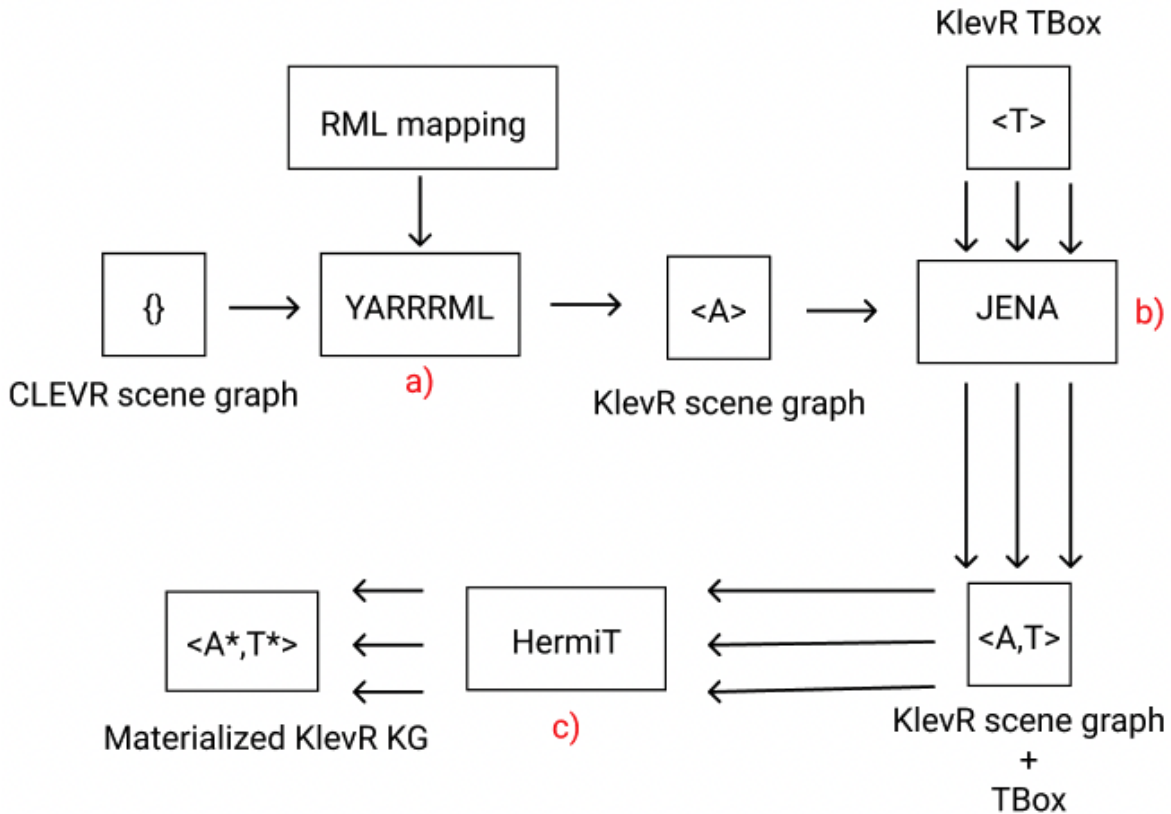 KlevR TBox
RML mapping
<T>
{}
YARRRML
<A>
JENA
b)
a)
CLEVR scene graph
KlevR scene graph
<A*,T*>
HermiT
<A,T>
Materialized KlevR KG
c)
KlevR scene graph
+
TBox